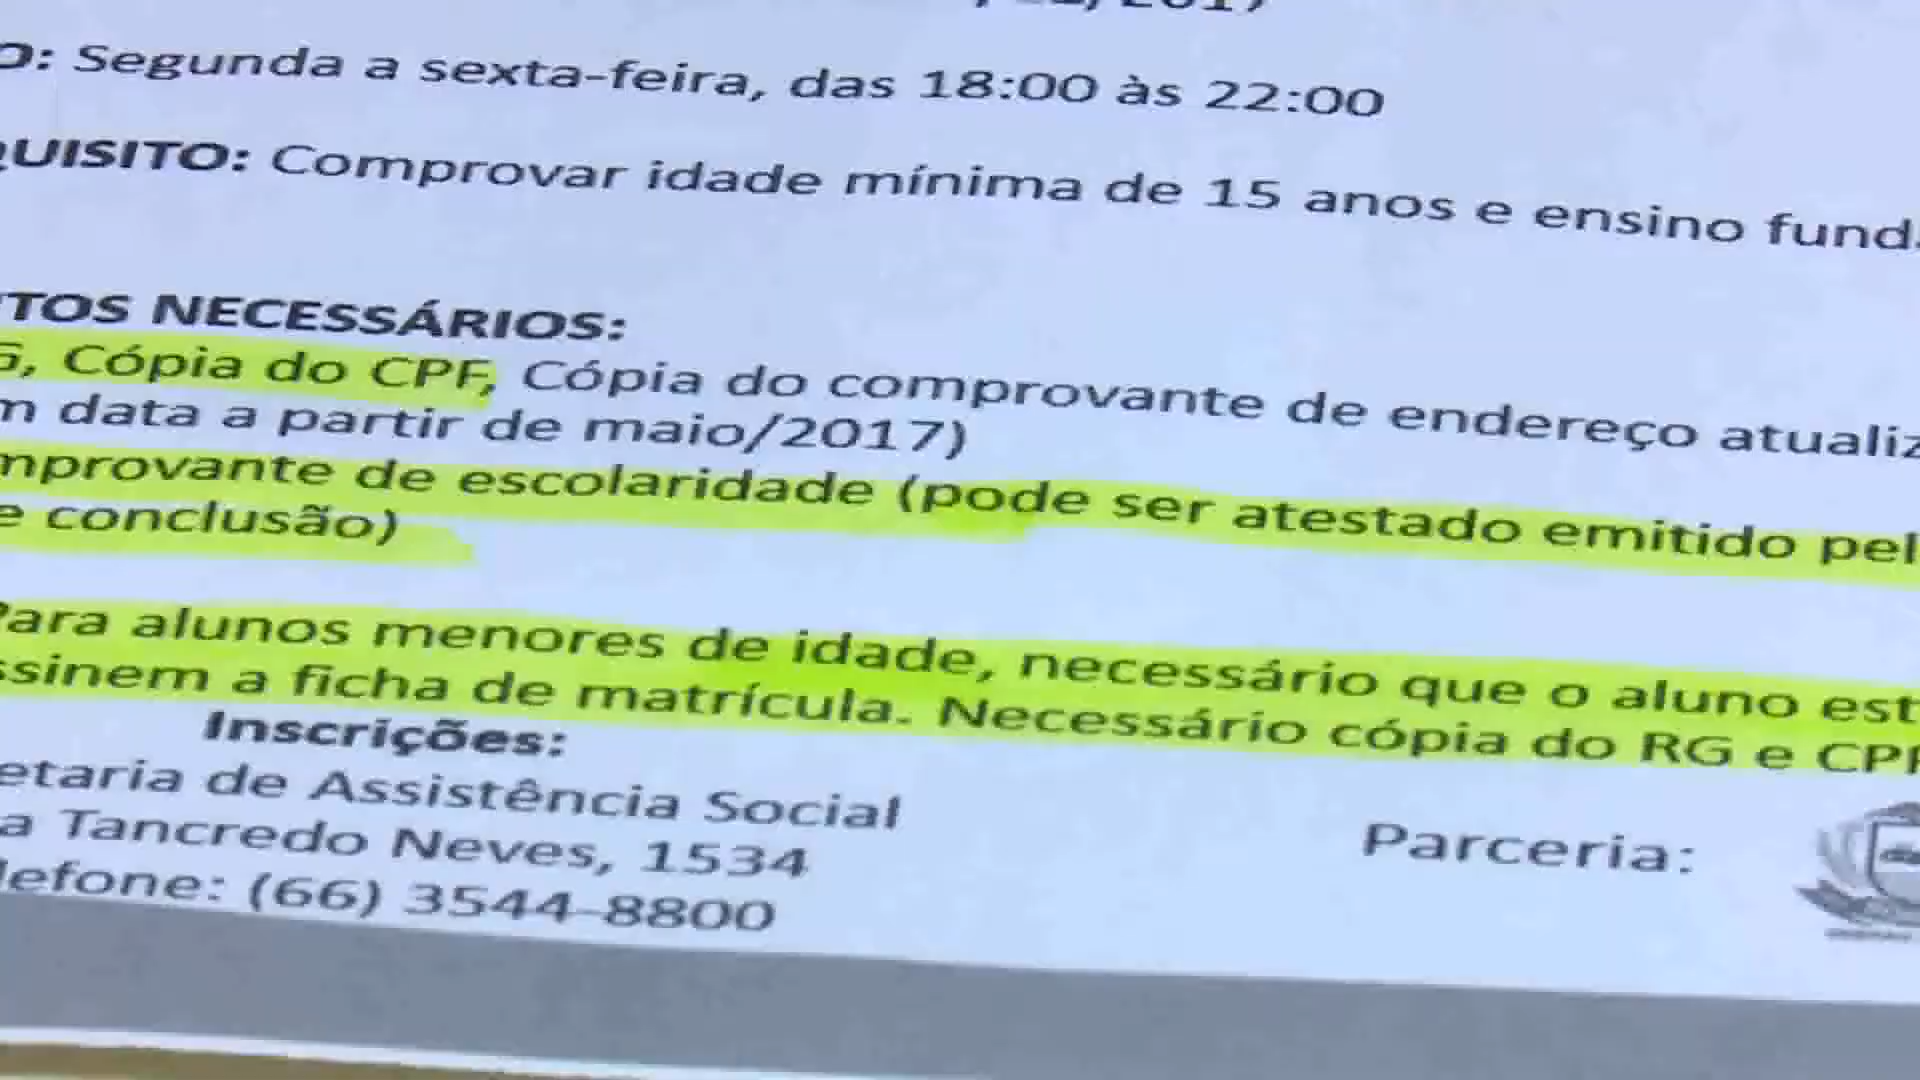 O: Segunda a sexta-feira, das 18:00 às 22:00
QUISITO: Comprovar idade mínima de 15 anos e ensino fund
TOS NECESSÁRIOS:
G, Cópia do CPF, Cópia do comprovante de endereço atualiz
m data a partir de maio/2017)
mprovante de escolaridade (pode ser atestado emitido pel
e conclusão)
Para alunos menores de idade, necessário que o aluno est
ssinem a ficha de matrícula. Necessário cópia do RG e CPF
Inscrições:
etaria de Assistência Social
a Tancredo Neves, 1534
lefone: (66) 3544-8800
Parceria: